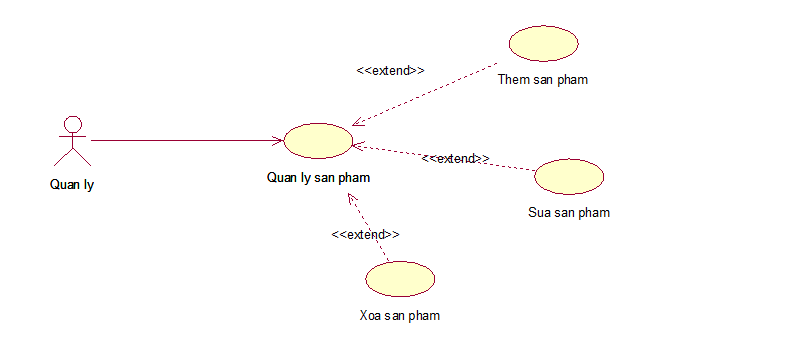 <<extend>>
Them san pham
<<extend>>
Quan ly
Quan ly san pham
Sua san pham
<<extend>>
Xoa san pham